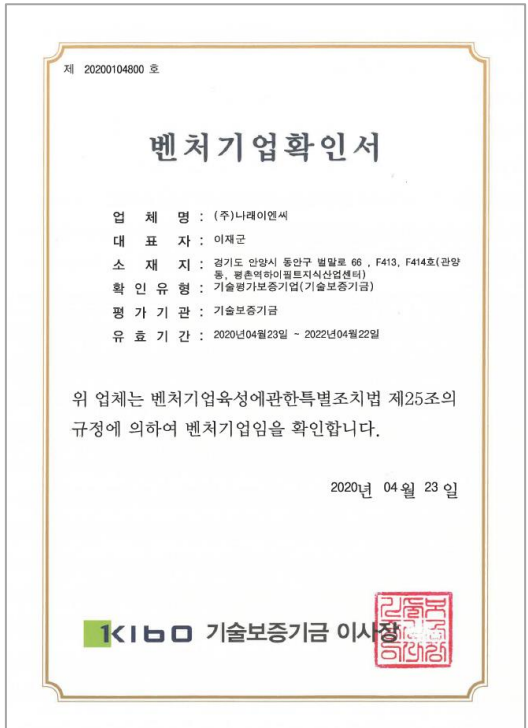 제 20200104800 호
벤처기업확인서
업 체 명 : (주)나래이엔씨
대 표 자 : 이재군
소 재 지 : 경기도 안양시 동안구 벌말로 66 , F413, F414호(관양
동, 평촌역하이필드지식산업센터)
확 인 유 형 : 기술평가보증기업(기술보증기금)
평 가 기 관 : 기술보증기금
유 효 기 간 : 2020년04월23일 ~ 2022년04월22일
위 업체는 벤처기업육성에관한특별조치법 제25조의
규정에 의하여 벤처기업임을 확인합니다.
2020년 04월 23일
KIBO 기술보증기금 이사장